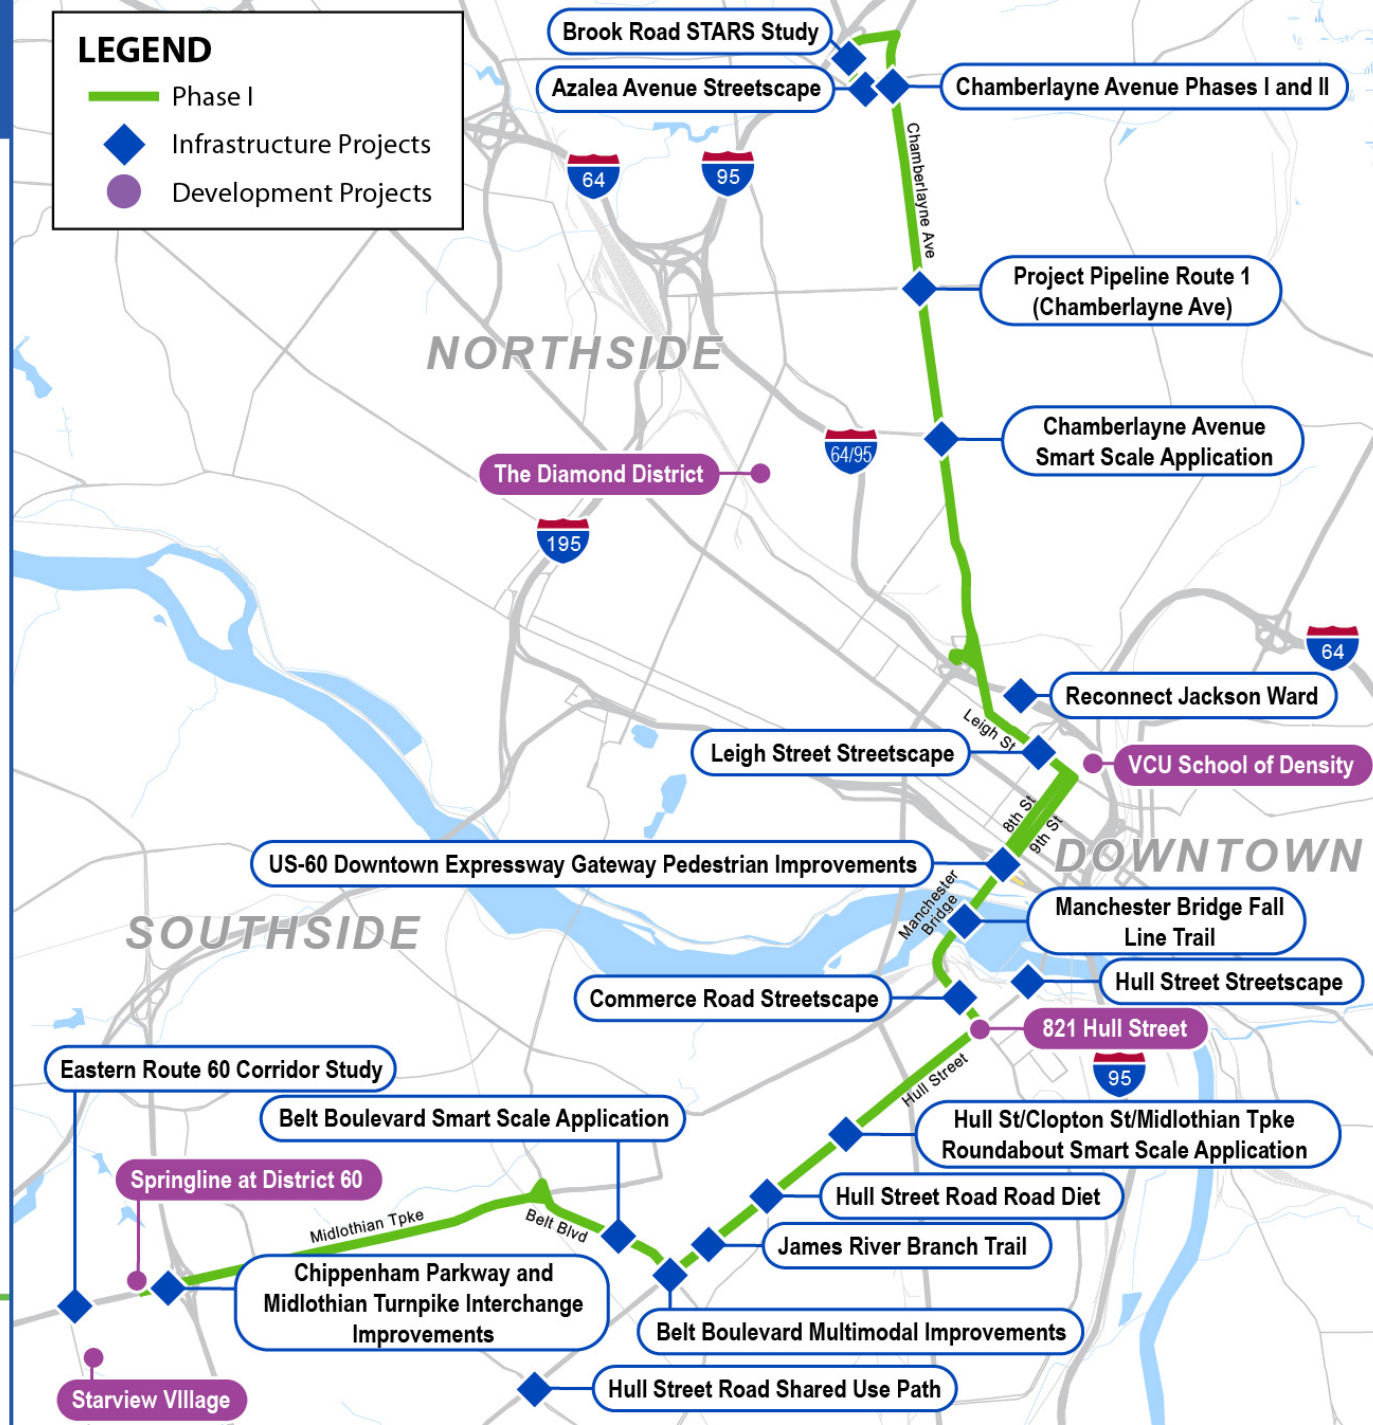 LEGEND
Phase I
Infrastructure Projects
Development Projects
Brook Road STARS Study
Azalea Avenue Streetscape
Chamberlayne Avenue Phases I and II
64
95
Chamberlayne Ave
Project Pipeline Route 1
(Chamberlayne Ave)
NORTHSIDE
Chamberlayne Avenue
Smart Scale Application
64/95
The Diamond District
195
64
Reconnect Jackson Ward
Leigh St
Leigh Street Streetscape
VCU School of Density
8th St
9th St
DOWNTOWN
US-60 Downtown Expressway Gateway Pedestrian Improvements
Manchester
Bridge
Manchester Bridge Fall
Line Trail
SOUTHSIDE
Hull Street Streetscape
Commerce Road Streetscape
821 Hull Street
95
Hull Street
Eastern Route 60 Corridor Study
Belt Boulevard Smart Scale Application
Hull St/Clopton St/Midlothian Tpke
Roundabout Smart Scale Application
Springline at District 60
Hull Street Road Road Diet
Midlothian Tpke
Belt Blvd
James River Branch Trail
Chippenham Parkway and
Midlothian Turnpike Interchange
Improvements
Belt Boulevard Multimodal Improvements
Starview VIllage
Hull Street Road Shared Use Path